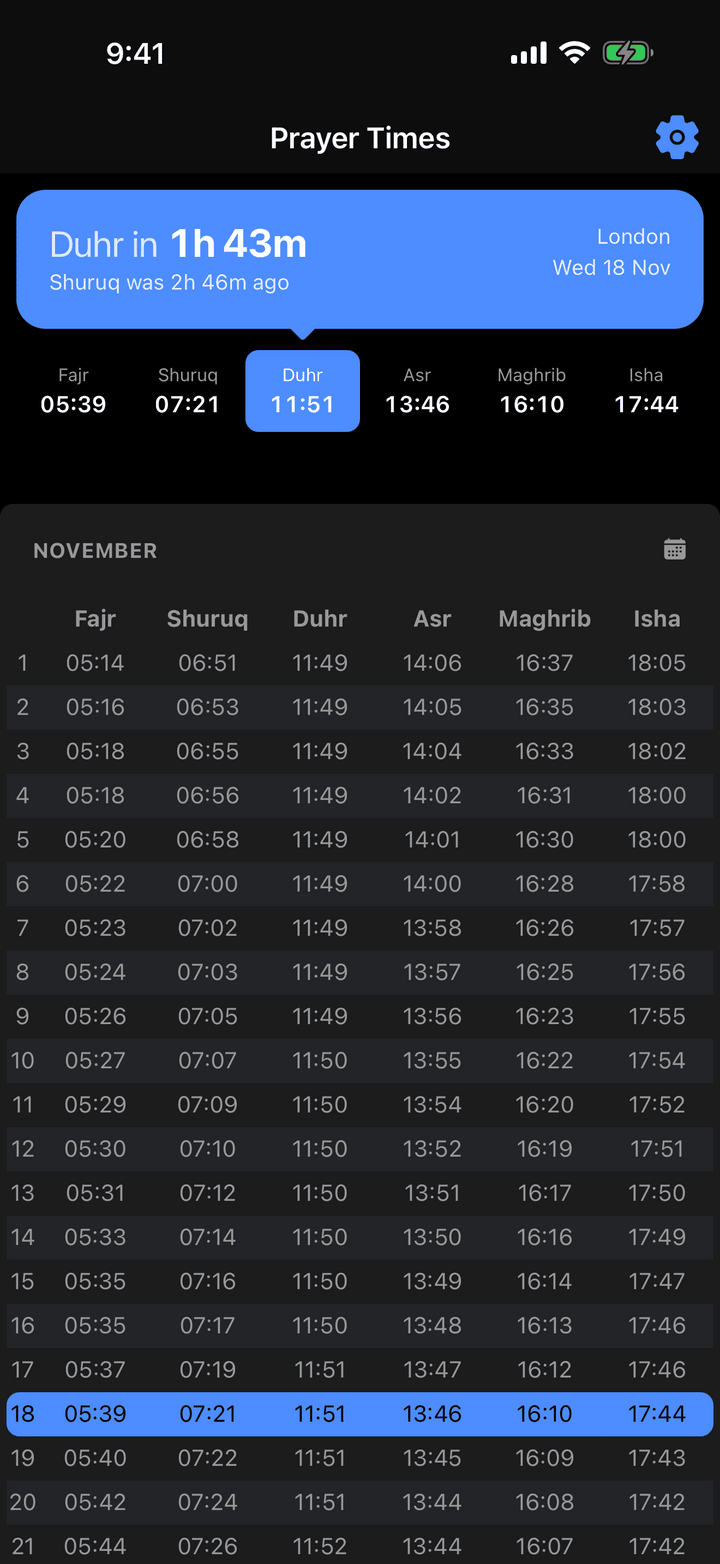 9:41
Prayer Times
Duhr in 1h 43m
Shuruq was 2h 46m ago
London
Wed 18 Nov
Fajr Shuruq Duhr Asr Maghrib Isha
05:39 07:21 11:51 13:46 16:10 17:44
NOVEMBER
Fajr Shuruq Duhr Asr Maghrib Isha
1 05:14 06:51 11:49 14:06 16:37 18:05
2 05:16 06:53 11:49 14:05 16:35 18:03
3 05:18 06:55 11:49 14:04 16:33 18:02
4 05:18 06:56 11:49 14:02 16:31 18:00
5 05:20 06:58 11:49 14:01 16:30 18:00
6 05:22 07:00 11:49 14:00 16:28 17:58
7 05:23 07:02 11:49 13:58 16:26 17:57
8 05:24 07:03 11:49 13:57 16:25 17:56
9 05:26 07:05 11:49 13:56 16:23 17:55
10 05:27 07:07 11:50 13:55 16:22 17:54
11 05:29 07:09 11:50 13:54 16:20 17:52
12 05:30 07:10 11:50 13:52 16:19 17:51
13 05:31 07:12 11:50 13:51 16:17 17:50
14 05:33 07:14 11:50 13:50 16:16 17:49
15 05:35 07:16 11:50 13:49 16:14 17:47
16 05:35 07:17 11:50 13:48 16:13 17:46
17 05:37 07:19 11:51 13:47 16:12 17:46
18 05:39 07:21 11:51 13:46 16:10 17:44
19 05:40 07:22 11:51 13:45 16:09 17:43
20 05:42 07:24 11:51 13:44 16:08 17:42
21 05:44 07:26 11:52 13:44 16:07 17:42